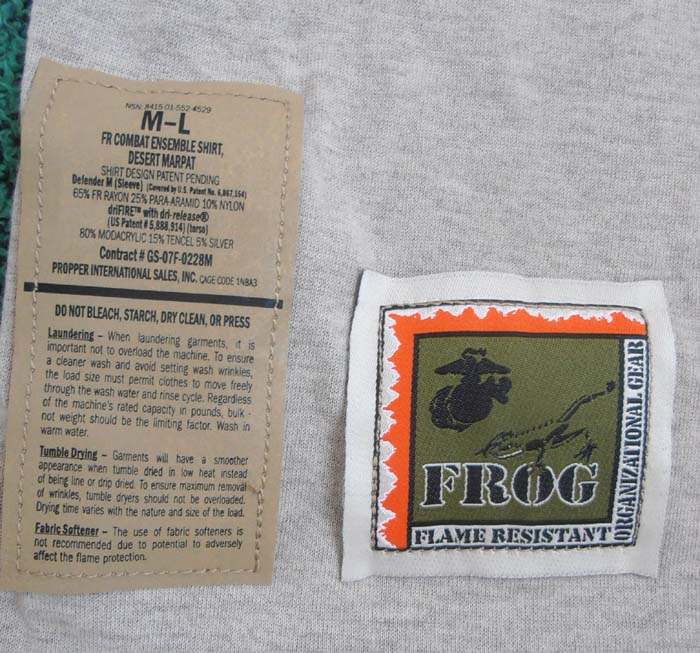 NSN: 8415-01-552-4529
M-L
FR COMBAT ENSEMBLE SHIRT,
DESERT MARPAT
SHIRT DESIGN PATENT PENDING
Defender M (Sleeve) (Covered by U.S. Patent No. 6,867,154)
65% FR RAYON 25% PARA-ARAMID 10% NYLON
driFIRE™ with dri-release®
(US Patent # 5,888,914) (torso)
80% MODACRYLIC 15% TENCEL 5% SILVER
Contract # GS-07F-0228M
PROPPER INTERNATIONAL SALES, INC. CAGE CODE 1NBA3
DO NOT BLEACH, STARCH, DRY CLEAN, OR PRESS
Laundering – When laundering garments, it is
important not to overload the machine. To ensure
a cleaner wash and avoid setting wash wrinkles,
the load size must permit clothes to move freely
through the wash water and rinse cycle. Regardless
of the machine's rated capacity in pounds, bulk -
not weight should be the limiting factor. Wash in
warm water.
Tumble Drying – Garments will have a smoother
appearance when tumble dried in low heat instead
of being line or drip dried. To ensure maximum removal
of wrinkles, tumble dryers should not be overloaded.
Drying time varies with the nature and size of the load.
Fabric Softener – The use of fabric softeners is
not recommended due to potential to adversely
affect the flame protection.
FROG
FLAME RESISTANT
ORGANIZATIONAL GEAR